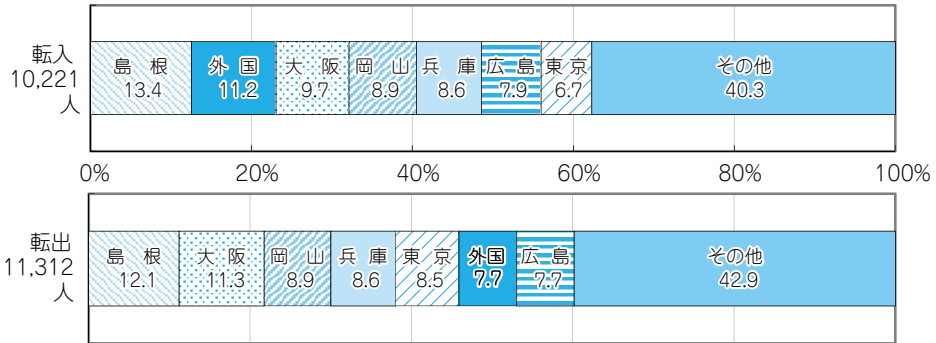 転入
10,221
人
島根 外国 大阪 岡山 兵庫 広島 東京 その他
13.4 11.2 9.7 8.9 8.6 7.9 6.7 40.3
0% 20% 40% 60% 80% 100%
転出
11,312
人
島根 大阪 岡山 兵庫 東京 外国 広島 その他
12.1 11.3 8.9 8.6 8.5 7.7 7.7 42.9